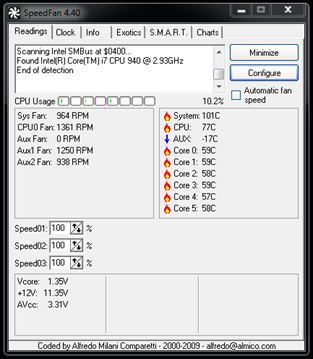 SpeedFan 4.40
Readings Clock Info Exotics S.M.A.R.T. Charts
Scanning Intel SMBus at $0400...
Found Intel(R) Core(TM) i7 CPU 940 @ 2.93GHz
End of detection
Minimize
Configure
CPU Usage 10.2%
Automatic fan speed
Sys Fan: 964 RPM
CPU0 Fan: 1361 RPM
Aux Fan: 0 RPM
Aux1 Fan: 1250 RPM
Aux2 Fan: 938 RPM
System: 101C
CPU: 77C
AUX: -17C
Core 0: 59C
Core 1: 59C
Core 2: 58C
Core 3: 59C
Core 4: 57C
Core 5: 58C
Speed01: 100 %
Speed02: 100 %
Speed03: 100 %
Vcore: 1.35V
+12V: 11.35V
AVcc: 3.31V
Coded by Alfredo Milani Comparetti - 2000-2009 - alfredo@almico.com